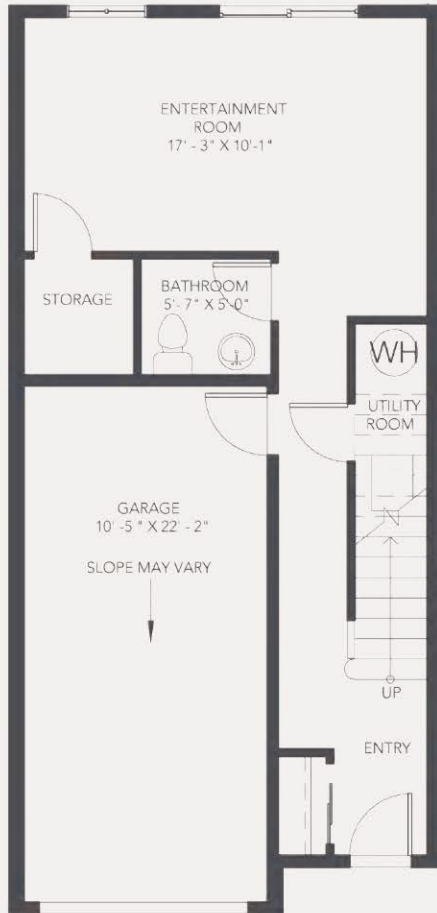 ENTERTAINMENT
ROOM
17' - 3" X 10'-1"
STORAGE
BATHROOM
5'- 7" X 5'-0"
WH
UTILITY
ROOM
GARAGE
10' -5 " X 22' - 2"
SLOPE MAY VARY
UP
ENTRY